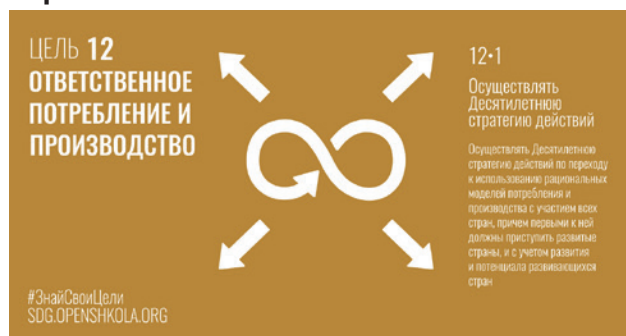 ЦЕЛЬ 12
ОТВЕТСТВЕННОЕ
ПОТРЕБЛЕНИЕ И
ПРОИЗВОДСТВО
12•1
Осуществлять
Десятилетнюю
стратегию действий
Осуществлять Десятилетнюю
стратегию действий по переходу
к использованию рациональных
моделей потребления и
производства с участием всех
стран, причем первыми к ней
должны приступить развитые
страны, и с учетом развития
и потенциала развивающихся
стран
#ЗнайСвоиЦели
SDG.OPENSHKOLA.ORG